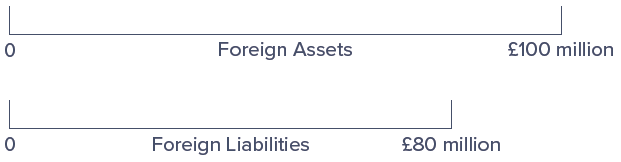 0 Foreign Assets £100 million
0 Foreign Liabilities £80 million